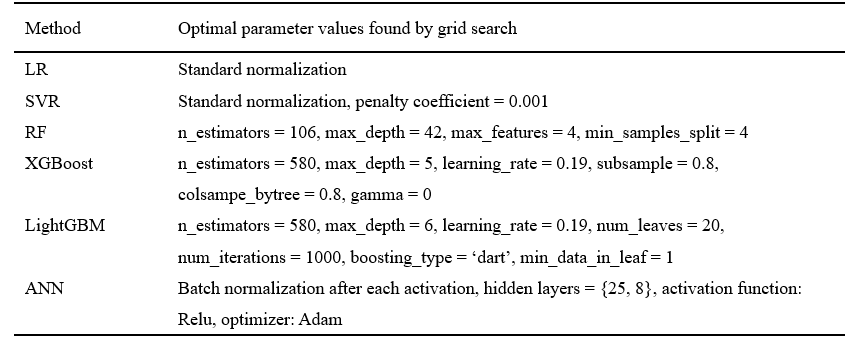 Method Optimal parameter values found by grid search
LR Standard normalization
SVR Standard normalization, penalty coefficient = 0.001
RF n_estimators = 106, max_depth = 42, max_features = 4, min_samples_split = 4
XGBoost n_estimators = 580, max_depth = 5, learning_rate = 0.19, subsample = 0.8,
colsampe_bytree = 0.8, gamma = 0
LightGBM n_estimators = 580, max_depth = 6, learning_rate = 0.19, num_leaves = 20,
num_iterations = 1000, boosting_type = ‘dart’, min_data_in_leaf = 1
ANN Batch normalization after each activation, hidden layers = {25, 8}, activation function:
Relu, optimizer: Adam